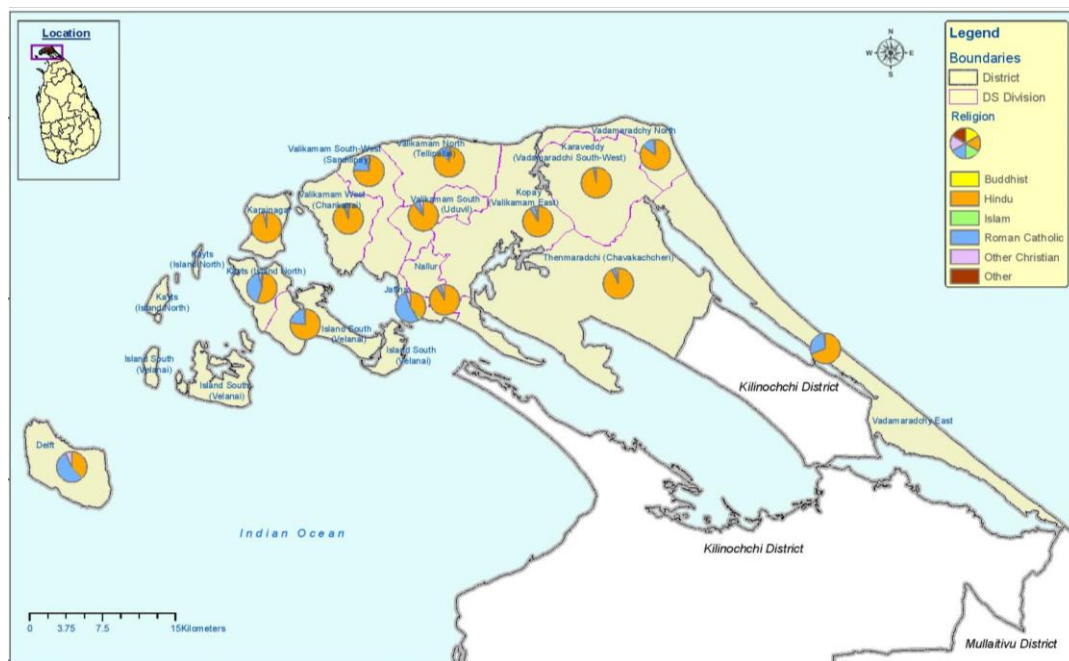 Location
N
W
E
S
Legend
Boundaries
District
DS Division
Religion
Buddhist
Hindu
Islam
Roman Catholic
Other Christian
Other
Vadamaradchy North
Valikamam North
(Tellipallai)
Valikamam South-West
(Sandilipay)
Karaveddy
(Vadamaradchi South-West)
Valikamam West
(Chankanai)
Valikamam South
(Uduvil)
Kopay
(Valikamam East)
Karainagar
Kayts
(Island North)
Kayts (Island North)
Kayts
(Island North)
Nallur
Thenmaradchi (Chavakachcheri)
Jaffna
Island South
(Velanai)
Island South
(Velanai)
Island South
(Velanai)
Island South
(Velanai)
Kilinochchi District
Vadamaradchy East
Delft
Indian Ocean
Kilinochchi District
0 3.75 7.5 15Kilometers
Mullaitivu District